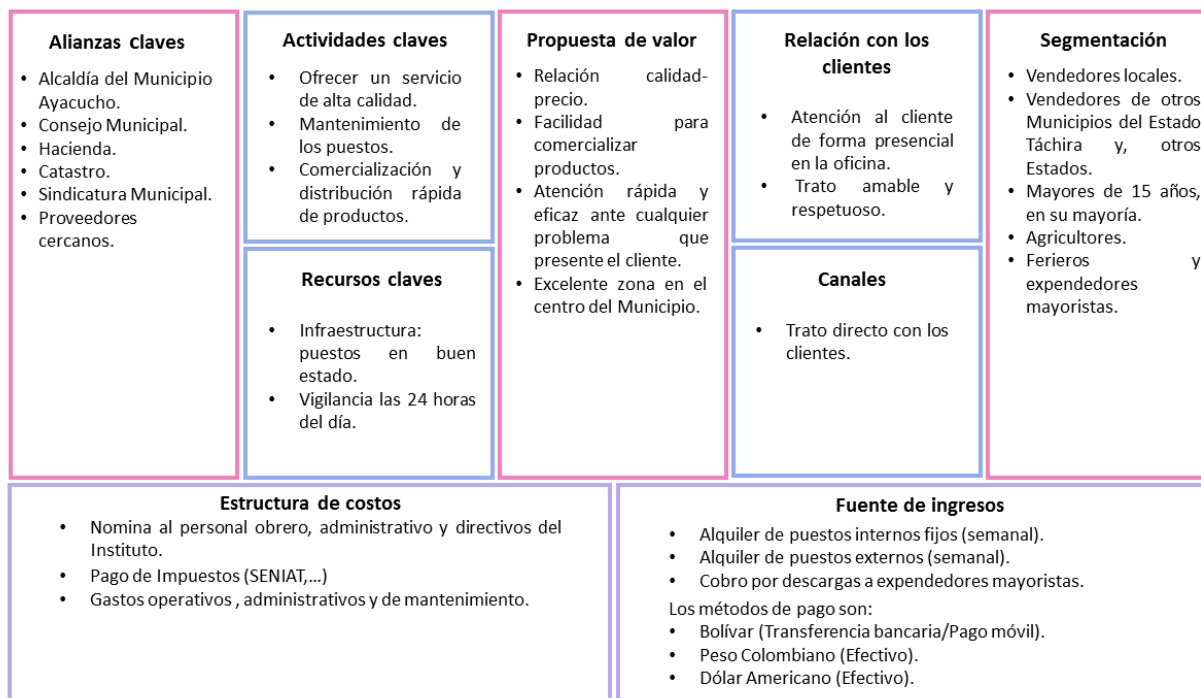 Alianzas claves
• Alcaldía del Municipio
Ayacucho.
• Consejo Municipal.
• Hacienda.
• Catastro.
• Sindicatura Municipal.
• Proveedores
cercanos.
Actividades claves
• Ofrecer un servicio
de alta calidad.
• Mantenimiento de
los puestos.
• Comercialización y
distribución rápida
de productos.
Recursos claves
• Infraestructura:
puestos en buen
estado.
• Vigilancia las 24 horas
del día.
Propuesta de valor
• Relación calidad-
precio.
• Facilidad para
comercializar
productos.
• Atención rápida y
eficaz ante cualquier
problema que
presente el cliente.
• Excelente zona en el
centro del Municipio.
Relación con los
clientes
• Atención al cliente
de forma presencial
en la oficina.
• Trato amable y
respetuoso.
Canales
• Trato directo con los
clientes.
Segmentación
• Vendedores locales.
• Vendedores de otros
Municipios del Estado
Táchira y, otros
Estados.
• Mayores de 15 años,
en su mayoría.
• Agricultores.
• Ferieros y
expendedores
mayoristas.
Estructura de costos
• Nomina al personal obrero, administrativo y directivos del
Instituto.
• Pago de Impuestos (SENIAT,...)
• Gastos operativos , administrativos y de mantenimiento.
Fuente de ingresos
• Alquiler de puestos internos fijos (semanal).
• Alquiler de puestos externos (semanal).
• Cobro por descargas a expendedores mayoristas.
Los métodos de pago son:
• Bolívar (Transferencia bancaria/Pago móvil).
• Peso Colombiano (Efectivo).
• Dólar Americano (Efectivo).